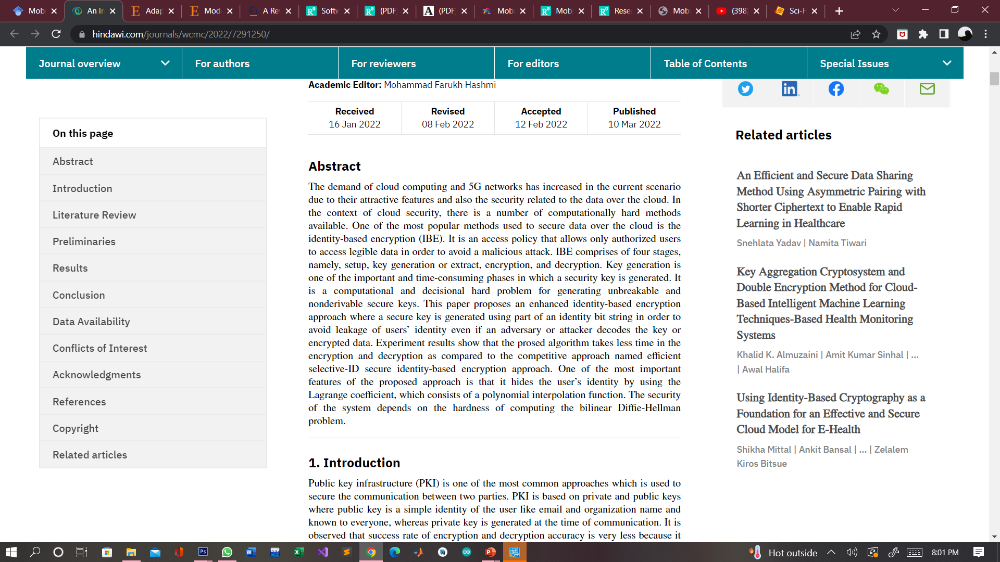 Mobi
An In
Adap
Mode
A Re
Softw
(PDF
(PDF
Mobi
Mobi
Rese
Mobi
(398
Sci-H
hindawi.com/journals/wcmc/2022/7291250/
Journal overview
For authors
For reviewers
For editors
Table of Contents
Special Issues
Academic Editor: Mohammad Farukh Hashmi
Received
Revised
Accepted
Published
16 Jan 2022
08 Feb 2022
12 Feb 2022
10 Mar 2022
On this page
Abstract
Introduction
Literature Review
Preliminaries
Results
Conclusion
Data Availability
Conflicts of Interest
Acknowledgments
References
Copyright
Related articles
Abstract
The demand of cloud computing and 5G networks has increased in the current scenario
due to their attractive features and also the security related to the data over the cloud. In
the context of cloud security, there is a number of computationally hard methods
available. One of the most popular methods used to secure data over the cloud is the
identity-based encryption (IBE). It is an access policy that allows only authorized users
to access legible data in order to avoid a malicious attack. IBE comprises of four stages,
namely, setup, key generation or extract, encryption, and decryption. Key generation is
one of the important and time-consuming phases in which a security key is generated. It
is a computational and decisional hard problem for generating unbreakable and
nonderivable secure keys. This paper proposes an enhanced identity-based encryption
approach where a secure key is generated using part of an identity bit string in order to
avoid leakage of users’ identity even if an adversary or attacker decodes the key or
encrypted data. Experiment results show that the prosed algorithm takes less time in the
encryption and decryption as compared to the competitive approach named efficient
selective-ID secure identity-based encryption approach. One of the most important
features of the proposed approach is that it hides the user’s identity by using the
Lagrange coefficient, which consists of a polynomial interpolation function. The security
of the system depends on the hardness of computing the bilinear Diffie-Hellman
problem.
1. Introduction
Public key infrastructure (PKI) is one of the most common approaches which is used to
secure the communication between two parties. PKI is based on private and public keys
where public key is a simple identity of the user like email and organization name and
known to everyone, whereas private key is generated at the time of communication. It is
observed that success rate of encryption and decryption accuracy is very less because it
Related articles
An Efficient and Secure Data Sharing
Method Using Asymmetric Pairing with
Shorter Ciphertext to Enable Rapid
Learning in Healthcare
Snehlata Yadav | Namita Tiwari
Key Aggregation Cryptosystem and
Double Encryption Method for Cloud-
Based Intelligent Machine Learning
Techniques-Based Health Monitoring
Systems
Khalid K. Almuzaini | Amit Kumar Sinhal | ...
| Awal Halifa
Using Identity-Based Cryptography as a
Foundation for an Effective and Secure
Cloud Model for E-Health
Shikha Mittal | Ankit Bansal | ... | Zelalem
Kiros Bitsue
Hot outside
8:01 PM